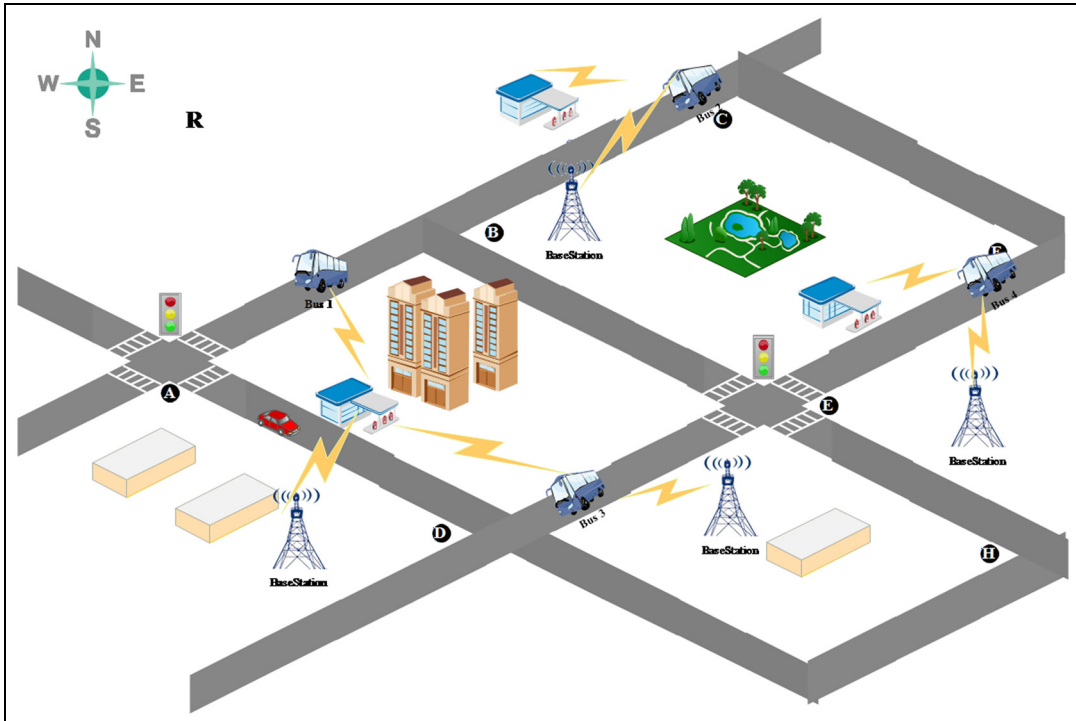 N
W E
S
R
Bus 2
C
B
BaseStation
F
Bus 1
Bus 4
A
E
BaseStation
Bus 3
D
BaseStation
H
BaseStation